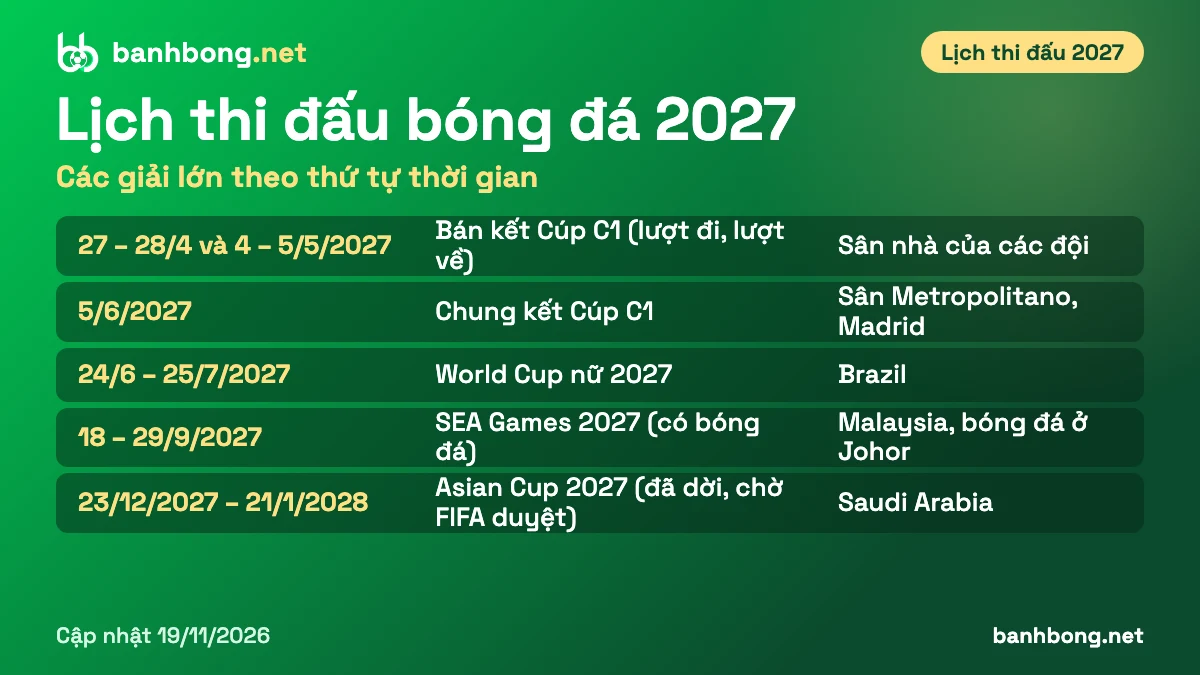 banhbong.net
Lịch thi đấu 2027
Lịch thi đấu bóng đá 2027
Các giải lớn theo thứ tự thời gian
27 – 28/4 và 4 – 5/5/2027
Bán kết Cúp C1 (lượt đi, lượt
về)
Sân nhà của các đội
5/6/2027
Chung kết Cúp C1
Sân Metropolitano,
Madrid
24/6 – 25/7/2027
World Cup nữ 2027
Brazil
18 – 29/9/2027
SEA Games 2027 (có bóng
đá)
Malaysia, bóng đá ở
Johor
23/12/2027 – 21/1/2028
Asian Cup 2027 (đã dời, chờ
FIFA duyệt)
Saudi Arabia
Cập nhật 19/11/2026
banhbong.net